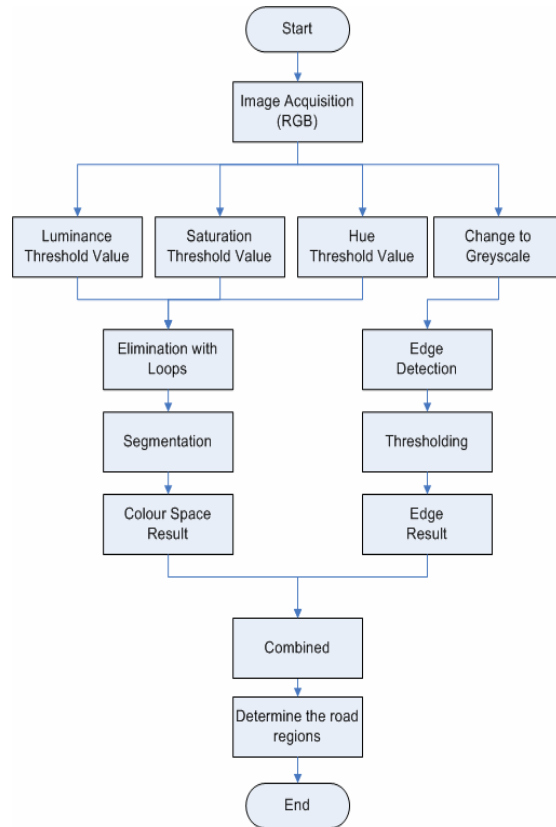 Start
Image Acquisition
(RGB)
Luminance
Threshold Value
Saturation
Threshold Value
Hue
Threshold Value
Change to
Greyscale
Elimination with
Loops
Edge
Detection
Segmentation
Thresholding
Colour Space
Result
Edge
Result
Combined
Determine the road
regions
End